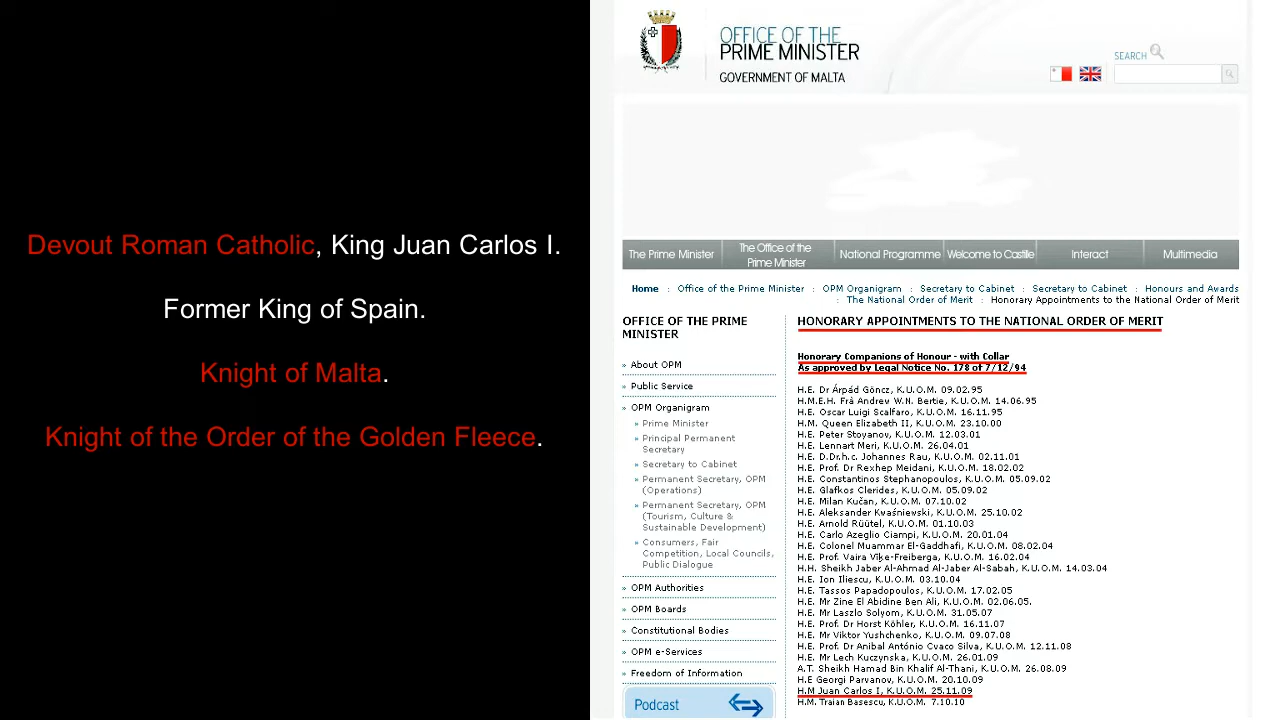 Devout Roman Catholic, King Juan Carlos I.
Former King of Spain.
Knight of Malta.
Knight of the Order of the Golden Fleece.
OFFICE OF THE
PRIME MINISTER
GOVERNMENT OF MALTA
SEARCH
The Prime Minister
The Office of the
Prime Minister
National Programme
Welcome to Castille
Interact
Multimedia
Home : Office of the Prime Minister : OPM Organigram : Secretary to Cabinet : Secretary to Cabinet : Honours and Awards
: The National Order of Merit : Honorary Appointments to the National Order of Merit
OFFICE OF THE PRIME
MINISTER
» About OPM
» Public Service
» OPM Organigram
» Prime Minister
» Principal Permanent
Secretary
» Secretary to Cabinet
» Permanent Secretary, OPM
(Operations)
» Permanent Secretary, OPM
(Tourism, Culture &
Sustainable Development)
» Consumers, Fair
Competition, Local Councils,
Public Dialogue
» OPM Authorities
» OPM Boards
» Constitutional Bodies
» OPM e-Services
» Freedom of Information
Podcast
HONORARY APPOINTMENTS TO THE NATIONAL ORDER OF MERIT
Honorary Companions of Honour - with Collar
As approved by Legal Notice No. 178 of 7/12/94
H.E. Dr Árpád Göncz, K.U.O.M. 09.02.95
H.M.E.H. Frà Andrew W.N. Bertie, K.U.O.M. 14.06.95
H.E. Oscar Luigi Scalfaro, K.U.O.M. 16.11.95
H.M. Queen Elizabeth II, K.U.O.M. 23.10.00
H.E. Peter Stoyanov, K.U.O.M. 12.03.01
H.E. Lennart Meri, K.U.O.M. 26.04.01
H.E. D.Dr.h.c. Johannes Rau, K.U.O.M. 02.11.01
H.E. Prof. Dr Rexhep Meidani, K.U.O.M. 18.02.02
H.E. Constantinos Stephanopoulos, K.U.O.M. 05.09.02
H.E. Glafkos Clerides, K.U.O.M. 05.09.02
H.E. Milan Kučan, K.U.O.M. 07.10.02
H.E. Aleksander Kwaśniewski, K.U.O.M. 25.10.02
H.E. Arnold Rüütel, K.U.O.M. 01.10.03
H.E. Carlo Azeglio Ciampi, K.U.O.M. 20.01.04
H.E. Colonel Muammar El-Gaddhafi, K.U.O.M. 08.02.04
H.E. Prof. Vaira Vīķe-Freiberga, K.U.O.M. 16.02.04
H.H. Sheikh Jaber Al-Ahmad Al-Jaber Al-Sabah, K.U.O.M. 14.03.04
H.E. Ion Iliescu, K.U.O.M. 03.10.04
H.E. Tassos Papadopoulos, K.U.O.M. 17.02.05
H.E. Mr Zine El Abidine Ben Ali, K.U.O.M. 02.06.05.
H.E. Mr Laszlo Solyom, K.U.O.M. 31.05.07
H.E. Prof. Dr Horst Köhler, K.U.O.M. 16.11.07
H.E. Mr Viktor Yushchenko, K.U.O.M. 09.07.08
H.E. Prof. Dr Anibal António Cvaco Silva, K.U.O.M. 12.11.08
H.E. Mr Lech Kuczynska, K.U.O.M. 26.01.09
A.T. Sheikh Hamad Bin Khalif Al-Thani, K.U.O.M. 26.08.09
H.E Georgi Parvanov, K.U.O.M. 20.10.09
H.M Juan Carlos I, K.U.O.M. 25.11.09
H.M. Traian Basescu, K.U.O.M. 7.10.10